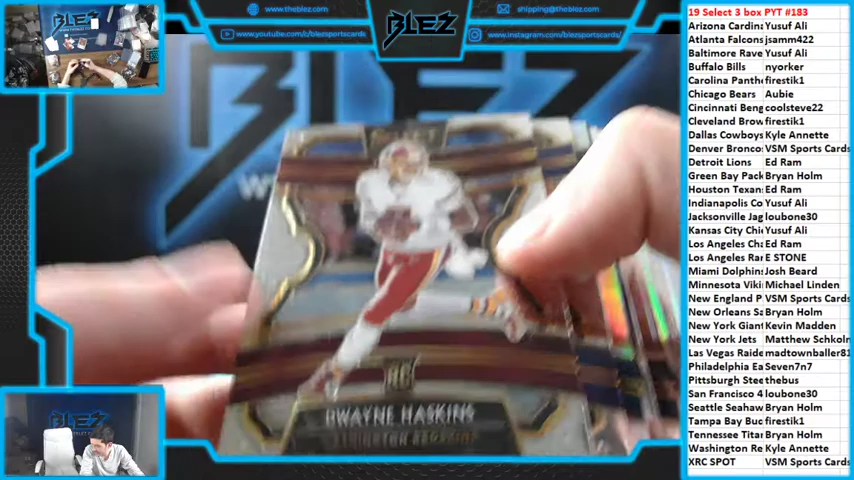 BLEZ
www.theblez.com
shipping@theblez.com
www.youtube.com/c/blezsportscards
www.instagram.com/blezsportscards/
BLEZ
DWAYNE HASKINS
19 Select 3 box PYT #183
Arizona Cardin Yusuf Ali
Atlanta Falcons jsamm422
Baltimore Rave Yusuf Ali
Buffalo Bills nyorker
Carolina Panth firestik1
Chicago Bears Aubie
Cincinnati Beng coolsteve22
Cleveland Brow firestik1
Dallas Cowboys Kyle Annette
Denver Bronco VSM Sports Cards
Detroit Lions Ed Ram
Green Bay Pack Bryan Holm
Houston Texan Ed Ram
Indianapolis Co Yusuf Ali
Jacksonville Jag loubone30
Kansas City Chi Yusuf Ali
Los Angeles Cha Ed Ram
Los Angeles Ra E STONE
Miami Dolphin Josh Beard
Minnesota Viki Michael Linden
New England P VSM Sports Cards
New Orleans Sa Bryan Holm
New York Giant Kevin Madden
New York Jets Matthew Schkoln
Las Vegas Raide madtownballer81
Philadelphia Ea Seven7n7
Pittsburgh Stee thebus
San Francisco 4 loubone30
Seattle Seahaw Bryan Holm
Tampa Bay Buc firestik1
Tennessee Titan Bryan Holm
Washington Re Kyle Annette
XRC SPOT VSM Sports Cards